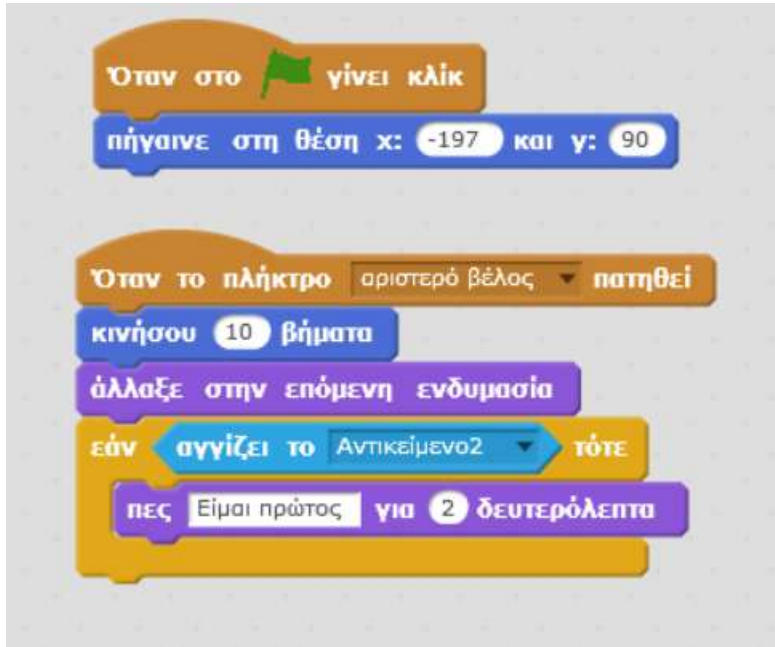 Όταν στο γίνει κλίκ
πήγαινε στη θέση x: -197 και y: 90
Όταν το πλήκτρο αριστερό βέλος πατηθεί
κινήσου 10 βήματα
άλλαξε στην επόμενη ενδυμασία
εάν αγγίζει το Αντικείμενο2 τότε
πες Είμαι πρώτος για 2 δευτερόλεπτα